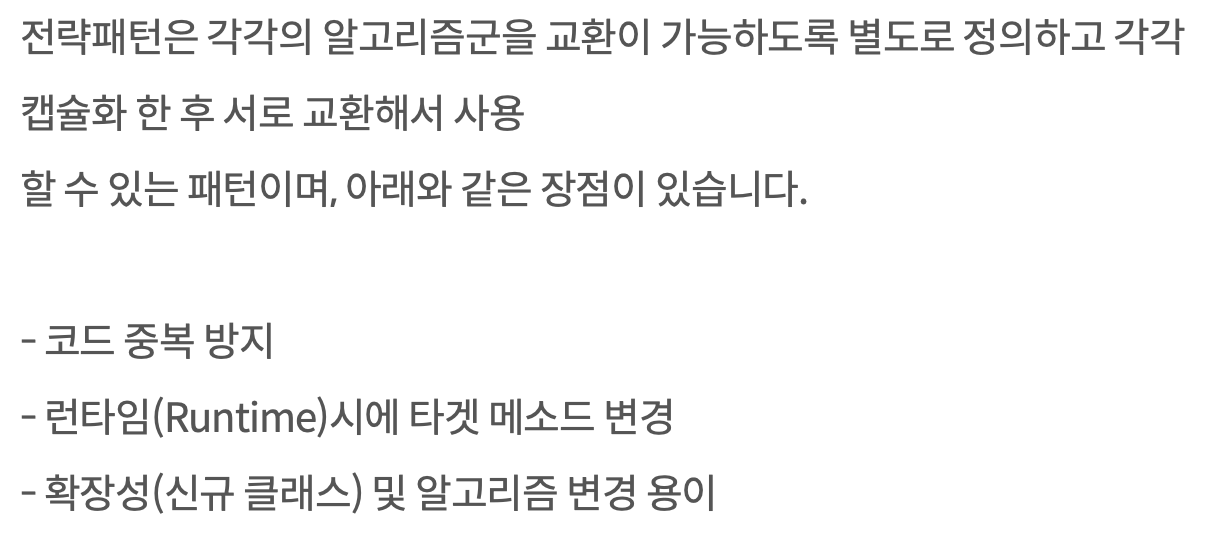 전략패턴은 각각의 알고리즘군을 교환이 가능하도록 별도로 정의하고 각각
캡슐화 한 후 서로 교환해서 사용
할 수 있는 패턴이며, 아래와 같은 장점이 있습니다.
- 코드 중복 방지
- 런타임(Runtime)시에 타겟 메소드 변경
- 확장성(신규 클래스) 및 알고리즘 변경 용이